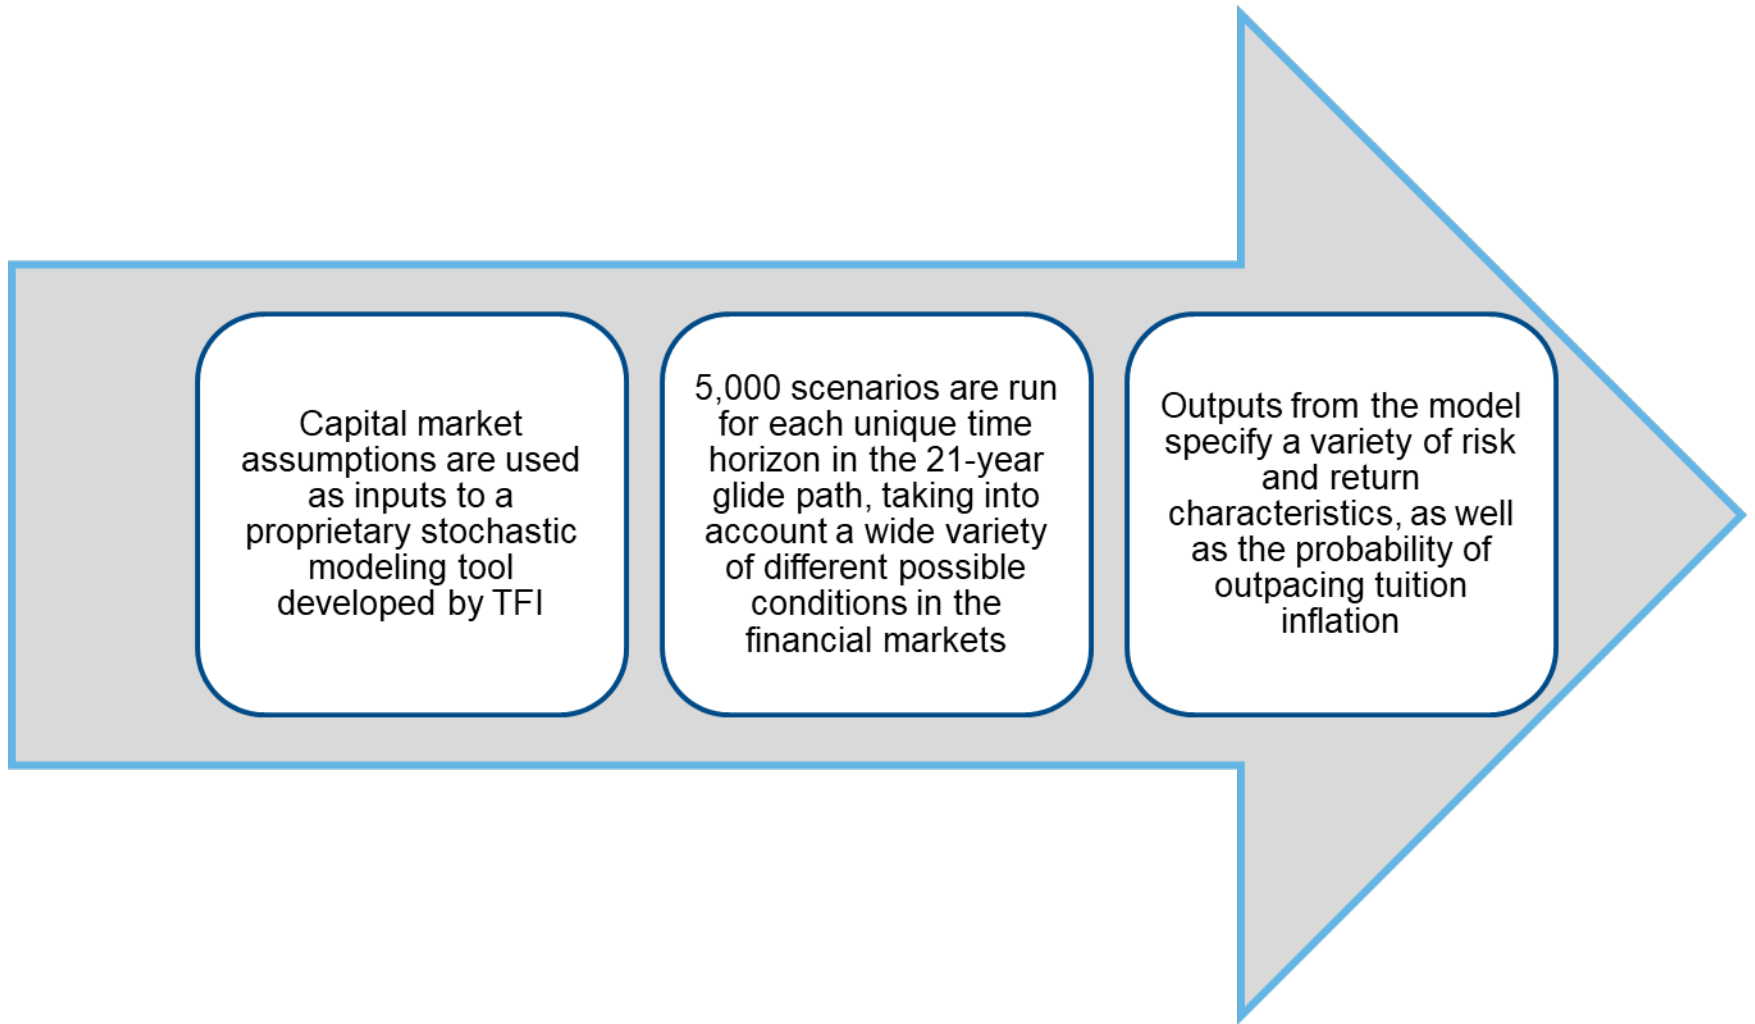 Capital market
assumptions are used
as inputs to a
proprietary stochastic
modeling tool
developed by TFI
5,000 scenarios are run
for each unique time
horizon in the 21-year
glide path, taking into
account a wide variety
of different possible
conditions in the
financial markets
Outputs from the model
specify a variety of risk
and return
characteristics, as well
as the probability of
outpacing tuition
inflation